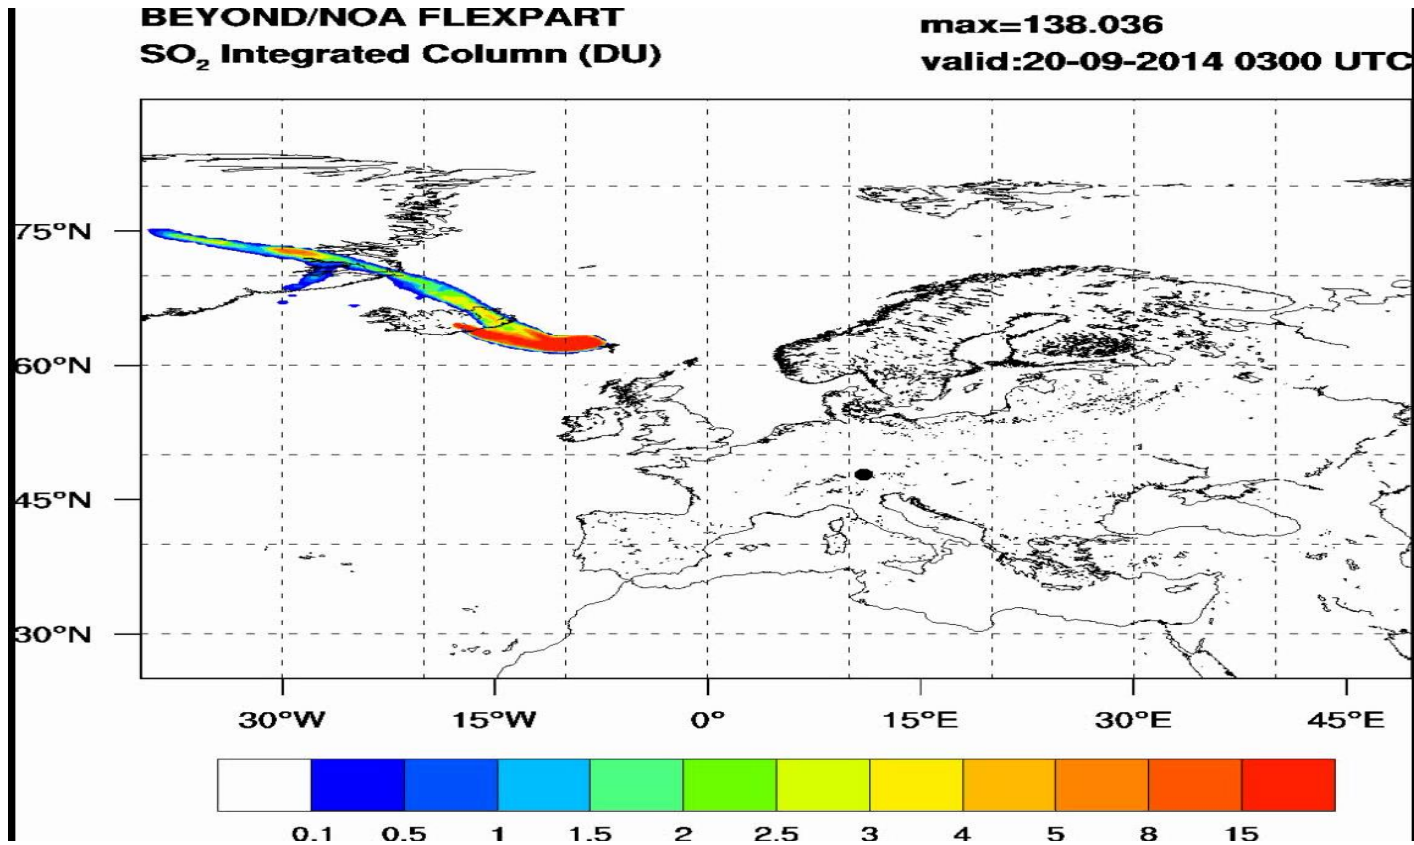 BEYOND/NOA FLEXPART
SO₂ Integrated Column (DU)
max=138.036
valid:20-09-2014 0300 UTC
75°N
60°N
45°N
30°N
30°W 15°W 0° 15°E 30°E 45°E
0.1 0.5 1 1.5 2 2.5 3 4 5 8 15